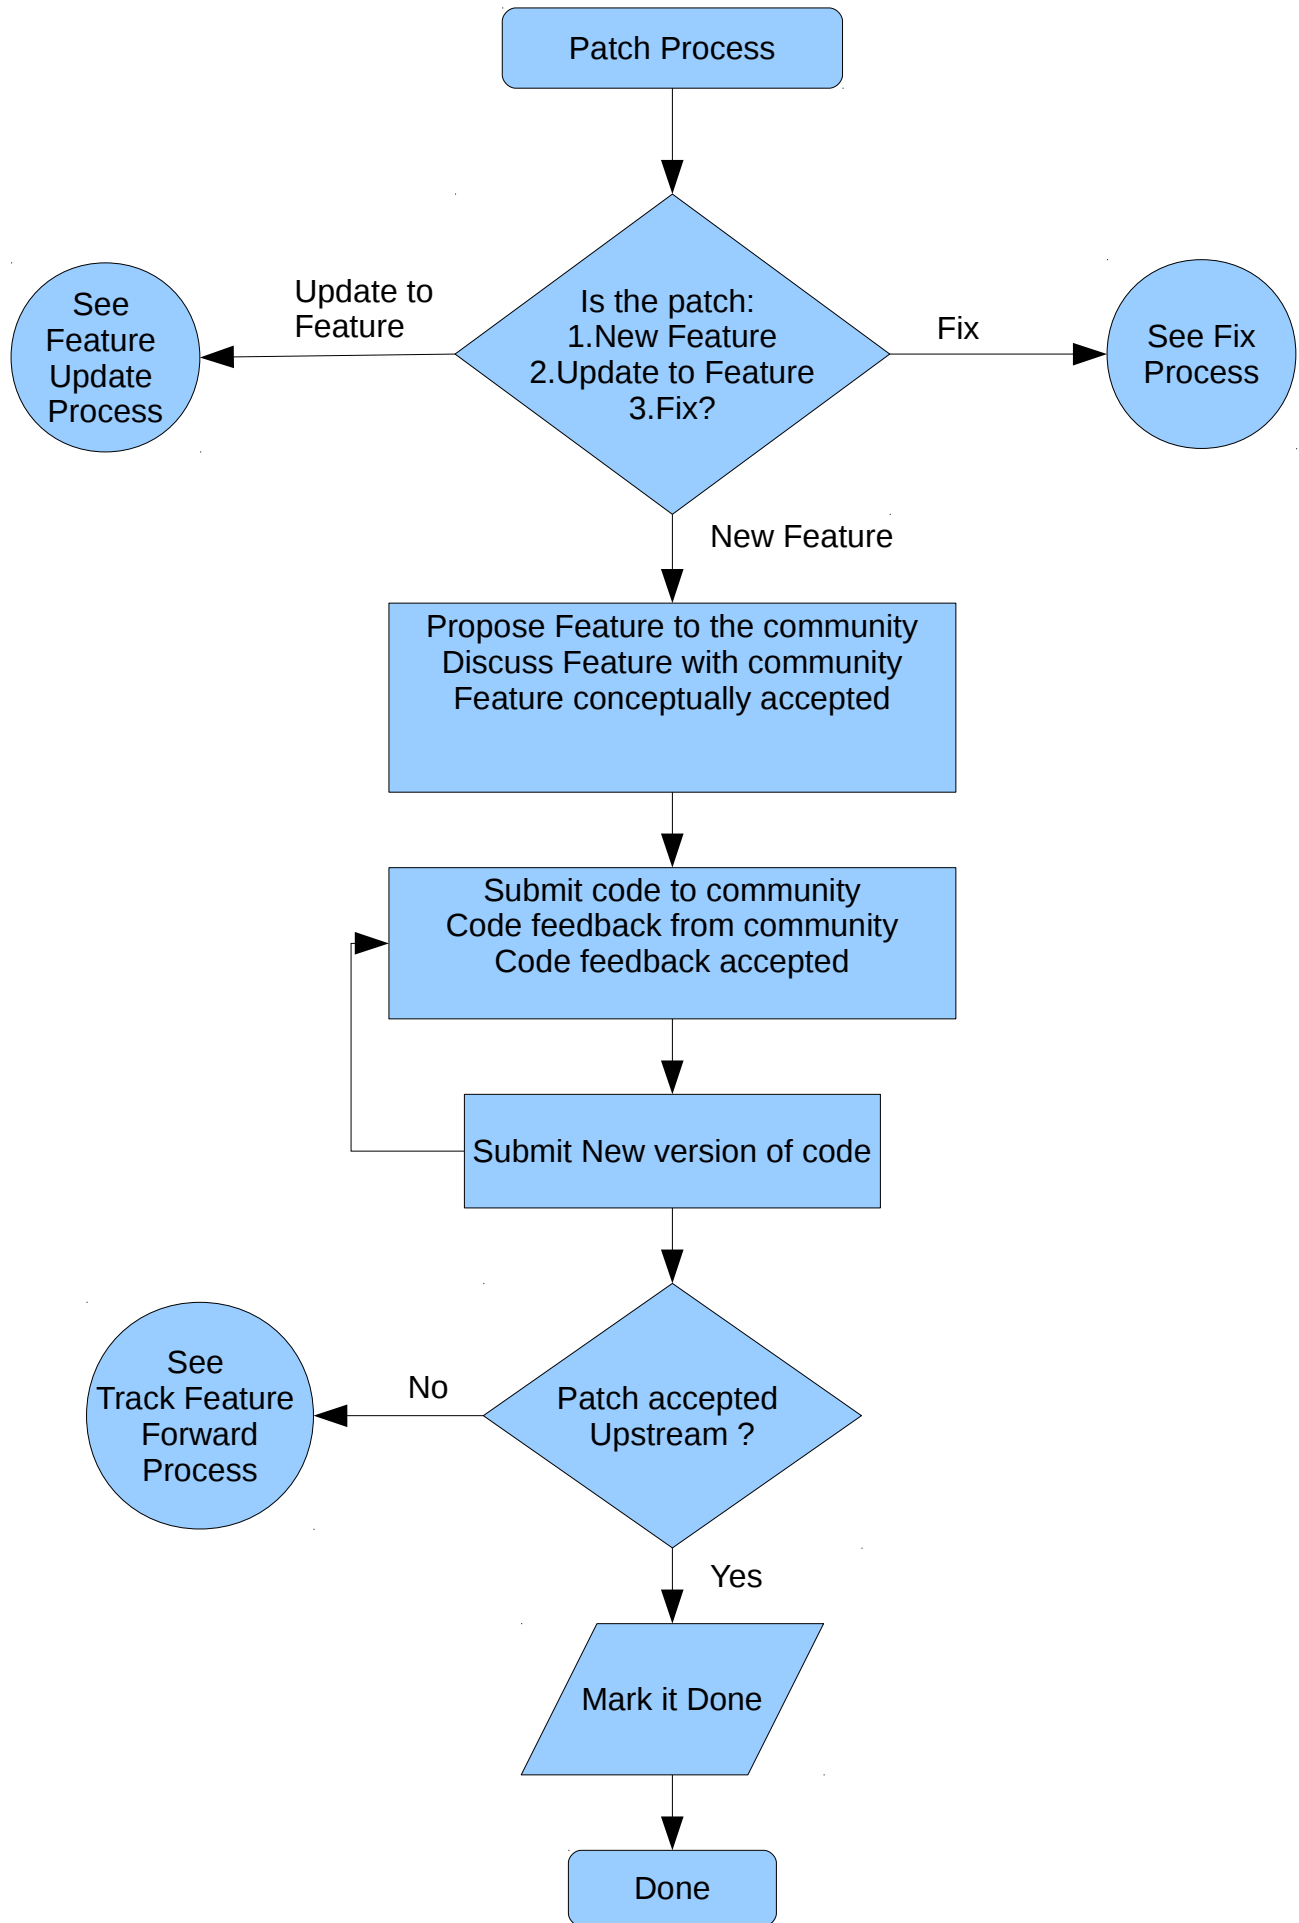 Patch Process
Is the patch:
1.New Feature
2.Update to Feature
3.Fix?
Update to
Feature
See
Feature
Update
Process
Fix
See Fix
Process
New Feature
Propose Feature to the community
Discuss Feature with community
Feature conceptually accepted
Submit code to community
Code feedback from community
Code feedback accepted
Submit New version of code
Patch accepted
Upstream ?
No
See
Track Feature
Forward
Process
Yes
Mark it Done
Done